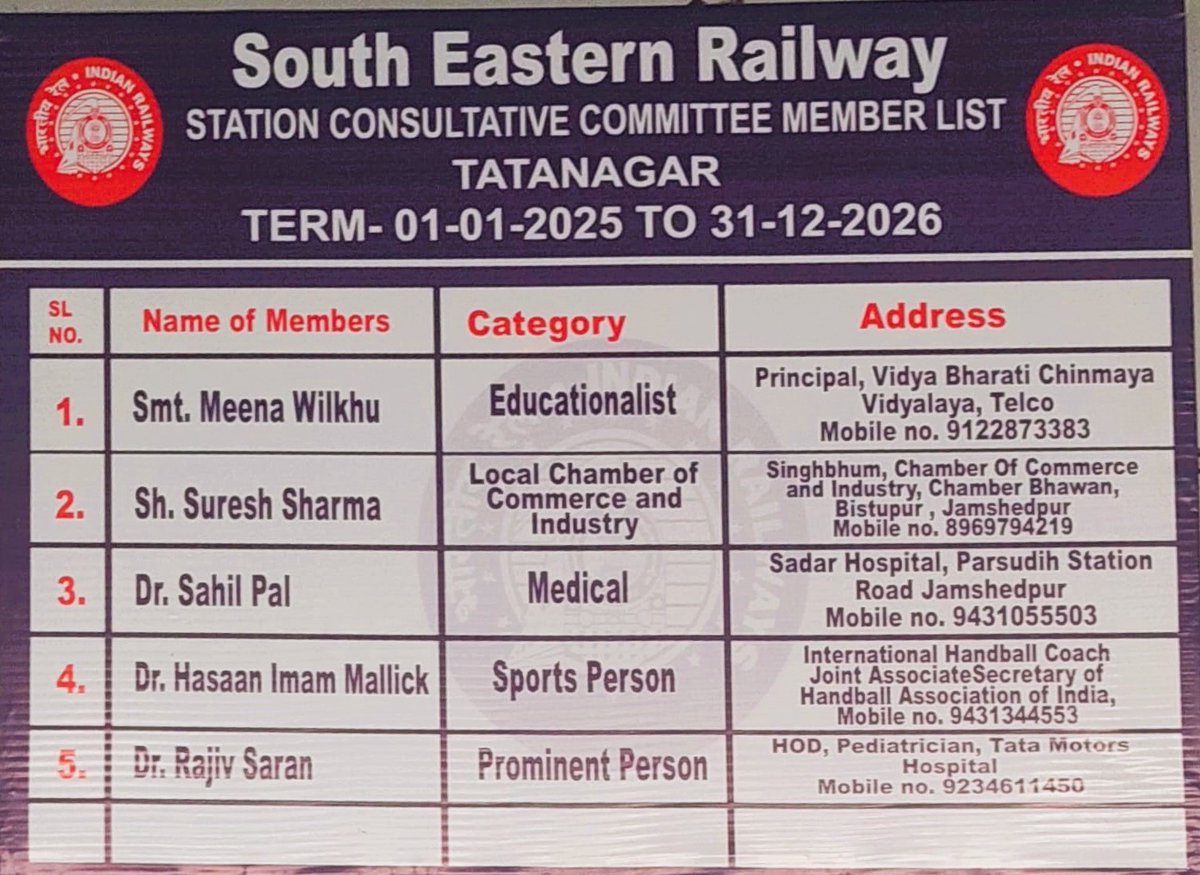 South Eastern Railway
STATION CONSULTATIVE COMMITTEE MEMBER LIST
TATANAGAR
TERM- 01-01-2025 TO 31-12-2026
भारतीय रेल • INDIAN RAILWAYS
भारतीय रेल • INDIAN RAILWAYS
SL NO.
Name of Members
Category
Address
1.
Smt. Meena Wilkhu
Educationalist
Principal, Vidya Bharati Chinmaya
Vidyalaya, Telco
Mobile no. 9122873383
2.
Sh. Suresh Sharma
Local Chamber of
Commerce and
Industry
Singhbhum, Chamber Of Commerce
and Industry, Chamber Bhawan,
Bistupur , Jamshedpur
Mobile no. 8969794219
3.
Dr. Sahil Pal
Medical
Sadar Hospital, Parsudih Station
Road Jamshedpur
Mobile no. 9431055503
4.
Dr. Hasaan Imam Mallick
Sports Person
International Handball Coach
Joint AssociateSecretary of
Handball Association of India,
Mobile no. 9431344553
5.
Dr. Rajiv Saran
Prominent Person
HOD, Pediatrician, Tata Motors
Hospital
Mobile no. 9234611450